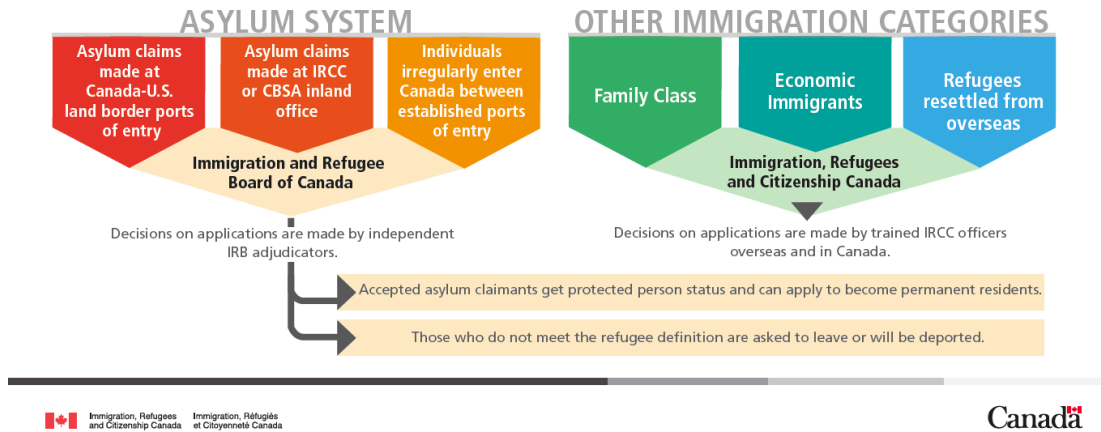 ASYLUM SYSTEM
Asylum claims
made at
Canada-U.S.
land border ports
of entry
Asylum claims
made at IRCC
or CBSA inland
office
Individuals
irregularly enter
Canada between
established ports
of entry
Immigration and Refugee
Board of Canada
Decisions on applications are made by independent
IRB adjudicators.
OTHER IMMIGRATION CATEGORIES
Family Class
Economic
Immigrants
Refugees
resettled from
overseas
Immigration, Refugees
and Citizenship Canada
Decisions on applications are made by trained IRCC officers
overseas and in Canada.
Accepted asylum claimants get protected person status and can apply to become permanent residents.
Those who do not meet the refugee definition are asked to leave or will be deported.
Immigration, Refugees
and Citizenship Canada
Immigration, Réfugiés
et Citoyenneté Canada
Canada